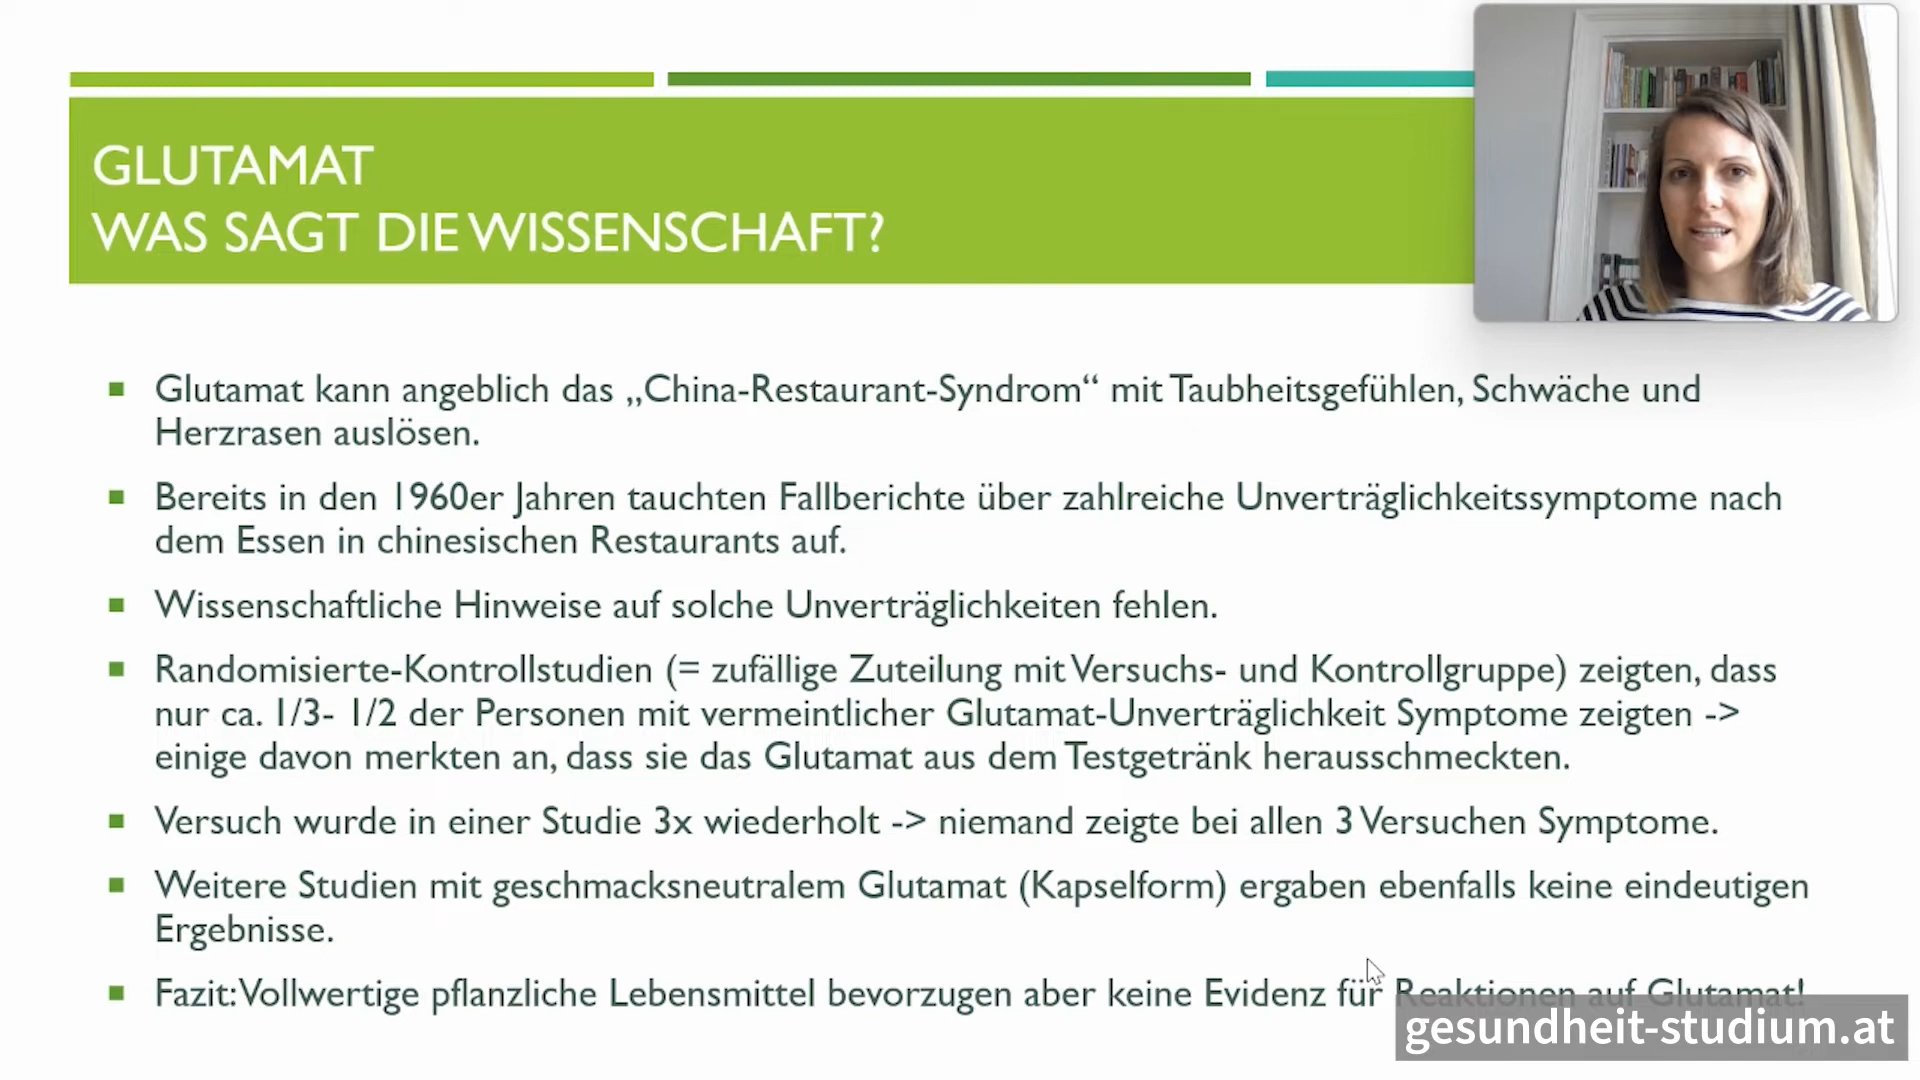 GLUTAMAT
WAS SAGT DIE WISSENSCHAFT?
Glutamat kann angeblich das „China-Restaurant-Syndrom“ mit Taubheitsgefühlen, Schwäche und
Herzrasen auslösen.
Bereits in den 1960er Jahren tauchten Fallberichte über zahlreiche Unverträglichkeitssymptome nach
dem Essen in chinesischen Restaurants auf.
Wissenschaftliche Hinweise auf solche Unverträglichkeiten fehlen.
Randomisierte-Kontrollstudien (= zufällige Zuteilung mit Versuchs- und Kontrollgruppe) zeigten, dass
nur ca. 1/3- 1/2 der Personen mit vermeintlicher Glutamat-Unverträglichkeit Symptome zeigten ->
einige davon merkten an, dass sie das Glutamat aus dem Testgetränk herausschmeckten.
Versuch wurde in einer Studie 3x wiederholt -> niemand zeigte bei allen 3 Versuchen Symptome.
Weitere Studien mit geschmacksneutralem Glutamat (Kapselform) ergaben ebenfalls keine eindeutigen
Ergebnisse.
Fazit: Vollwertige pflanzliche Lebensmittel bevorzugen aber keine Evidenz für Reaktionen auf Glutamat!
gesundheit-studium.at